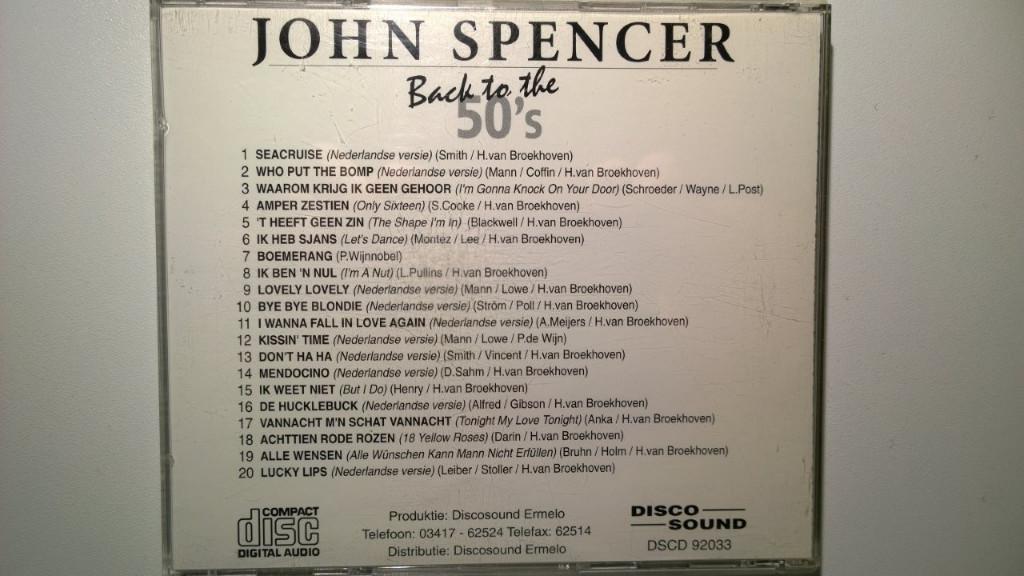 JOHN SPENCER
Back to the
50's
1 SEACRUISE (Nederlandse versie) (Smith / H.van Broekhoven)
2 WHO PUT THE BOMP (Nederlandse versie) (Mann / Coffin / H.van Broekhoven)
3 WAAROM KRIJG IK GEEN GEHOOR (I'm Gonna Knock On Your Door) (Schroeder / Wayne / L.Post)
4 AMPER ZESTIEN (Only Sixteen) (S.Cooke / H.van Broekhoven)
5 'T HEEFT GEEN ZIN (The Shape I'm In) (Blackwell / H.van Broekhoven)
6 IK HEB SJANS (Let's Dance) (Montez / Lee / H.van Broekhoven)
7 BOEMERANG (P.Wijnnobel)
8 IK BEN 'N NUL (I'm A Nut) (L.Pullins / H.van Broekhoven)
9 LOVELY LOVELY (Nederlandse versie) (Mann / Lowe / H.van Broekhoven)
10 BYE BYE BLONDIE (Nederlandse versie) (Ström / Poll / H.van Broekhoven)
11 I WANNA FALL IN LOVE AGAIN (Nederlandse versie) (A.Meijers / H.van Broekhoven)
12 KISSIN' TIME (Nederlandse versie) (Mann / Lowe / P.de Wijn)
13 DON'T HA HA (Nederlandse versie) (Smith / Vincent / H.van Broekhoven)
14 MENDOCINO (Nederlandse versie) (D.Sahm / H.van Broekhoven)
15 IK WEET NIET (But I Do) (Henry / H.van Broekhoven)
16 DE HUCKLEBUCK (Nederlandse versie) (Alfred / Gibson / H.van Broekhoven)
17 VANNACHT M'N SCHAT VANNACHT (Tonight My Love Tonight) (Anka / H.van Broekhoven)
18 ACHTTIEN RODE ROZEN (18 Yellow Roses) (Darin / H.van Broekhoven)
19 ALLE WENSEN (Alle Wünschen Kann Mann Nicht Erfüllen) (Bruhn / Holm / H.van Broekhoven)
20 LUCKY LIPS (Nederlandse versie) (Leiber / Stoller / H.van Broekhoven)
COMPACT
disc
DIGITAL AUDIO
Produktie: Discosound Ermelo
Telefoon: 03417 - 62524 Telefax: 62514
Distributie: Discosound Ermelo
DISCO
SOUND
DSCD 92033